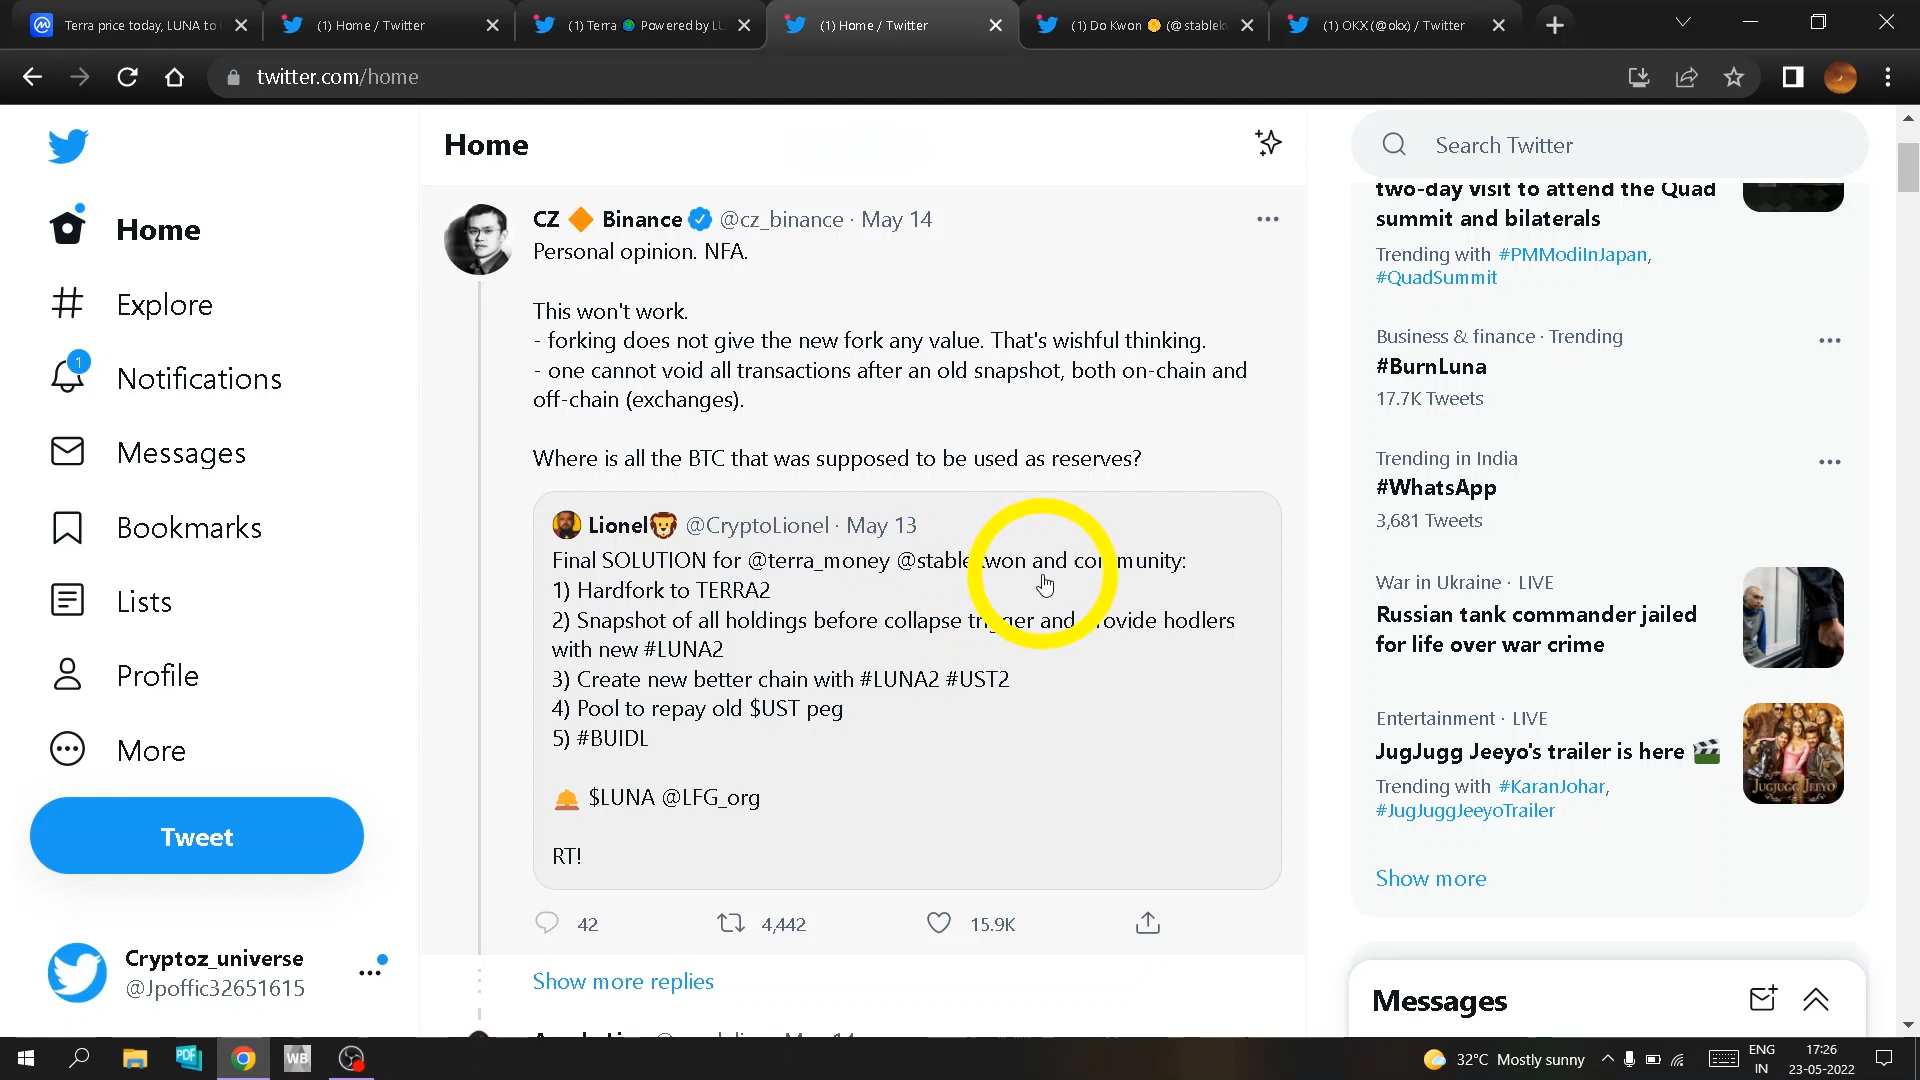 Terra price today, LUNA to
(1) Home / Twitter
(1) Terra 🌍 Powered by LU
(1) Home / Twitter
(1) Do Kwon 🌕 (@stablekw
(1) OKX (@okx) / Twitter
twitter.com/home
Home
Explore
1
Notifications
Messages
Bookmarks
Lists
Profile
More
Tweet
Cryptoz_universe
@Jpoffic32651615
Home
CZ 🔶 Binance @cz_binance · May 14
Personal opinion. NFA.
This won't work.
- forking does not give the new fork any value. That's wishful thinking.
- one cannot void all transactions after an old snapshot, both on-chain and
off-chain (exchanges).
Where is all the BTC that was supposed to be used as reserves?
Lionel🦁 @CryptoLionel · May 13
Final SOLUTION for @terra_money @stablekwon and community:
1) Hardfork to TERRA2
2) Snapshot of all holdings before collapse trigger and provide hodlers
with new #LUNA2
3) Create new better chain with #LUNA2 #UST2
4) Pool to repay old $UST peg
5) #BUIDL
🛎 $LUNA @LFG_org
RT!
42 4,442 15.9K
Show more replies
Search Twitter
two-day visit to attend the Quad
summit and bilaterals
Trending with #PMModiInJapan,
#QuadSummit
Business & finance · Trending
#BurnLuna
17.7K Tweets
Trending in India
#WhatsApp
3,681 Tweets
War in Ukraine · LIVE
Russian tank commander jailed
for life over war crime
Entertainment · LIVE
JugJugg Jeeyo's trailer is here 🎬
Trending with #KaranJohar,
#JugJuggJeeyoTrailer
JUGJUGG JEEYO
Show more
Messages
PDF
WB
32°C Mostly sunny
ENG
IN
17:26
23-05-2022